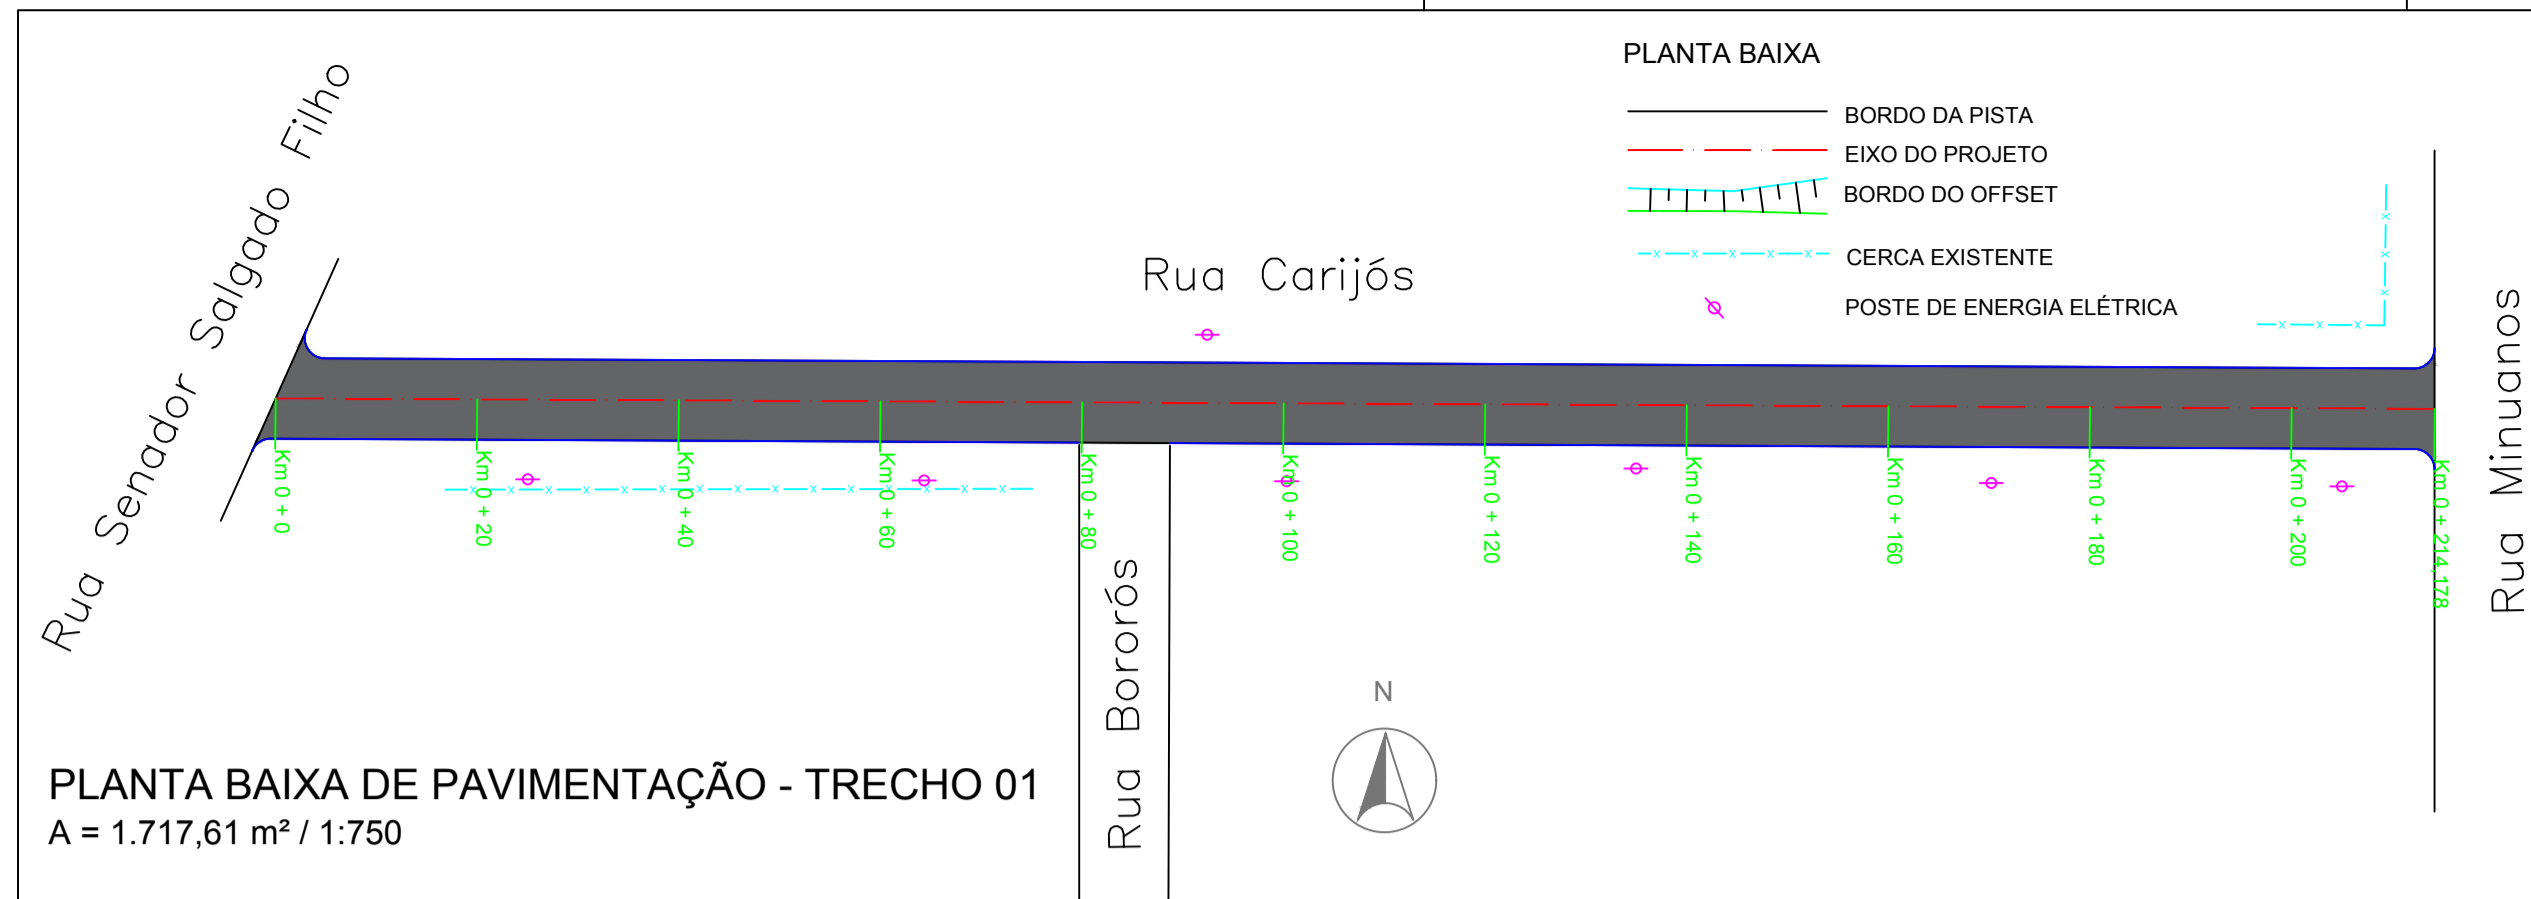 PLANTA BAIXA
BORDO DA PISTA
EIXO DO PROJETO
BORDO DO OFFSET
CERCA EXISTENTE
POSTE DE ENERGIA ELÉTRICA
Rua Senador Salgado Filho
Rua Carijós
Rua Minuanos
Km 0 + 0
Km 0 + 20
Km 0 + 40
Km 0 + 60
Km 0 + 80
Km 0 + 100
Km 0 + 120
Km 0 + 140
Km 0 + 160
Km 0 + 180
Km 0 + 200
Km 0 + 214,178
Rua Bororós
N
PLANTA BAIXA DE PAVIMENTAÇÃO - TRECHO 01
A = 1.717,61 m² / 1:750